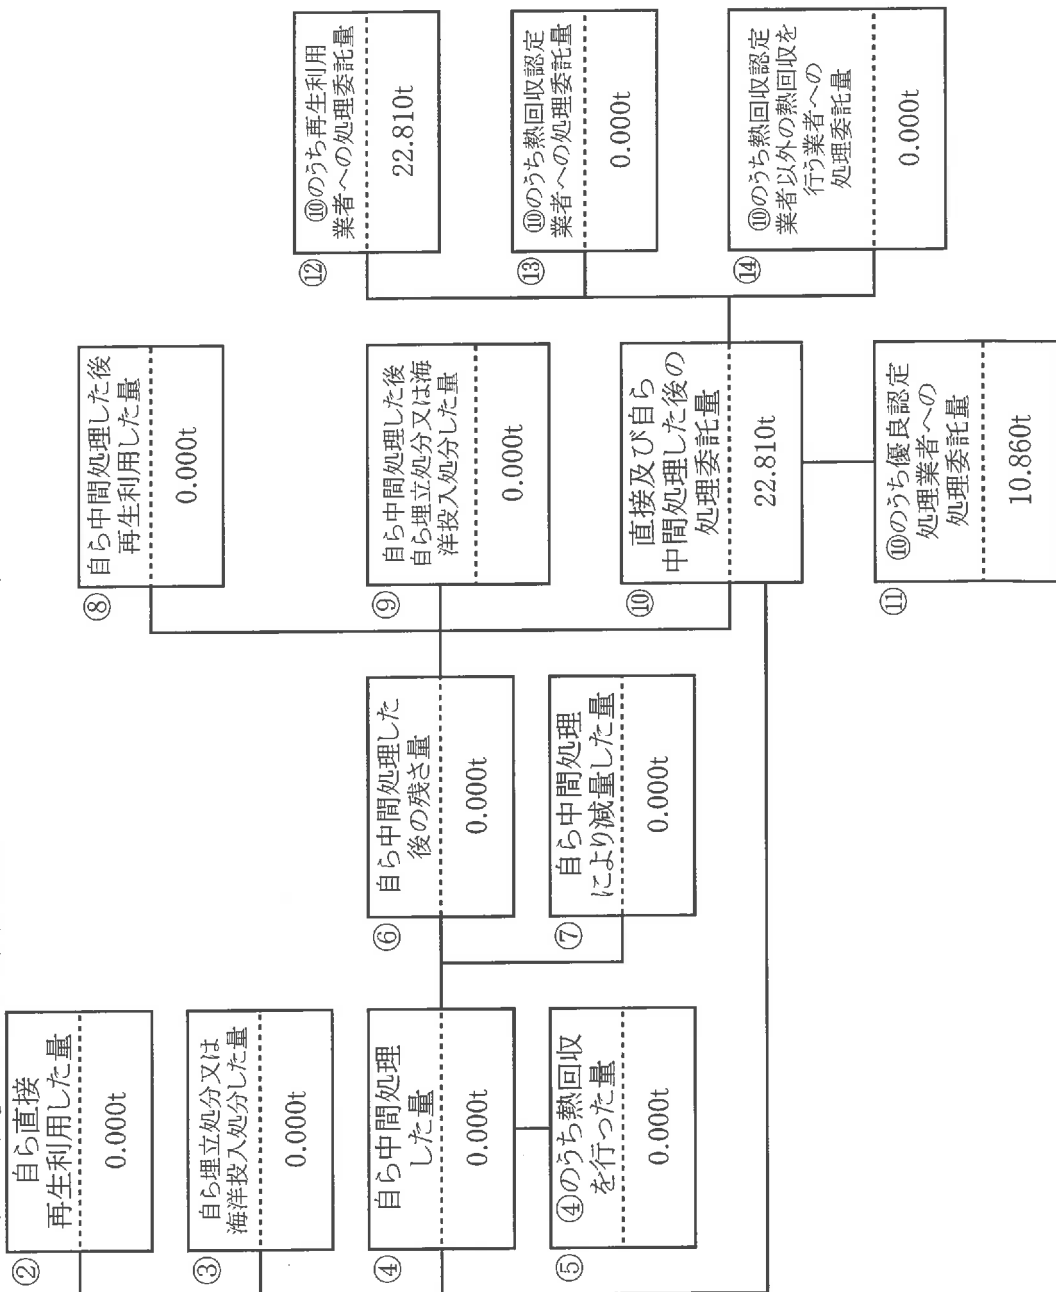 ②
自ら直接
再生利用した量
0.000t
③
自ら埋立処分又は
海洋投入処分した量
0.000t
④
自ら中間処理
した量
0.000t
⑤
④のうち熱回収
を行った量
0.000t
⑥
自ら中間処理した
後の残さ量
0.000t
⑦
自ら中間処理
により減量した量
0.000t
⑧
自ら中間処理した後
再生利用した量
0.000t
⑨
自ら中間処理した後
自ら埋立処分又は海
洋投入処分した量
0.000t
⑩
直接及び自ら
中間処理した後の
処理委託量
22.810t
⑪
⑩のうち優良認定
処理業者への
処理委託量
10.860t
⑫
⑩のうち再生利用
業者への処理委託量
22.810t
⑬
⑩のうち熱回収認定
業者への処理委託量
0.000t
⑭
⑩のうち熱回収認定
業者以外の熱回収を
行う業者への
処理委託量
0.000t